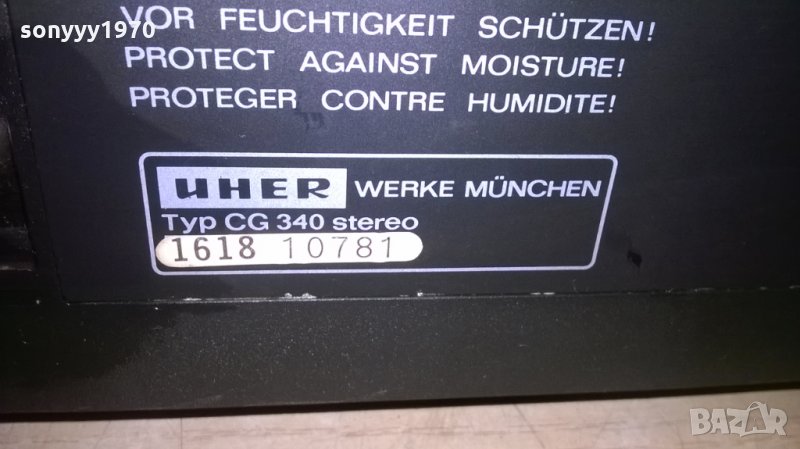 sonyyy1970
VOR FEUCHTIGKEIT SCHÜTZEN!
PROTECT AGAINST MOISTURE!
PROTEGER CONTRE HUMIDITE!
UHER WERKE MÜNCHEN
Typ CG 340 stereo
1618 10781
BAZAR